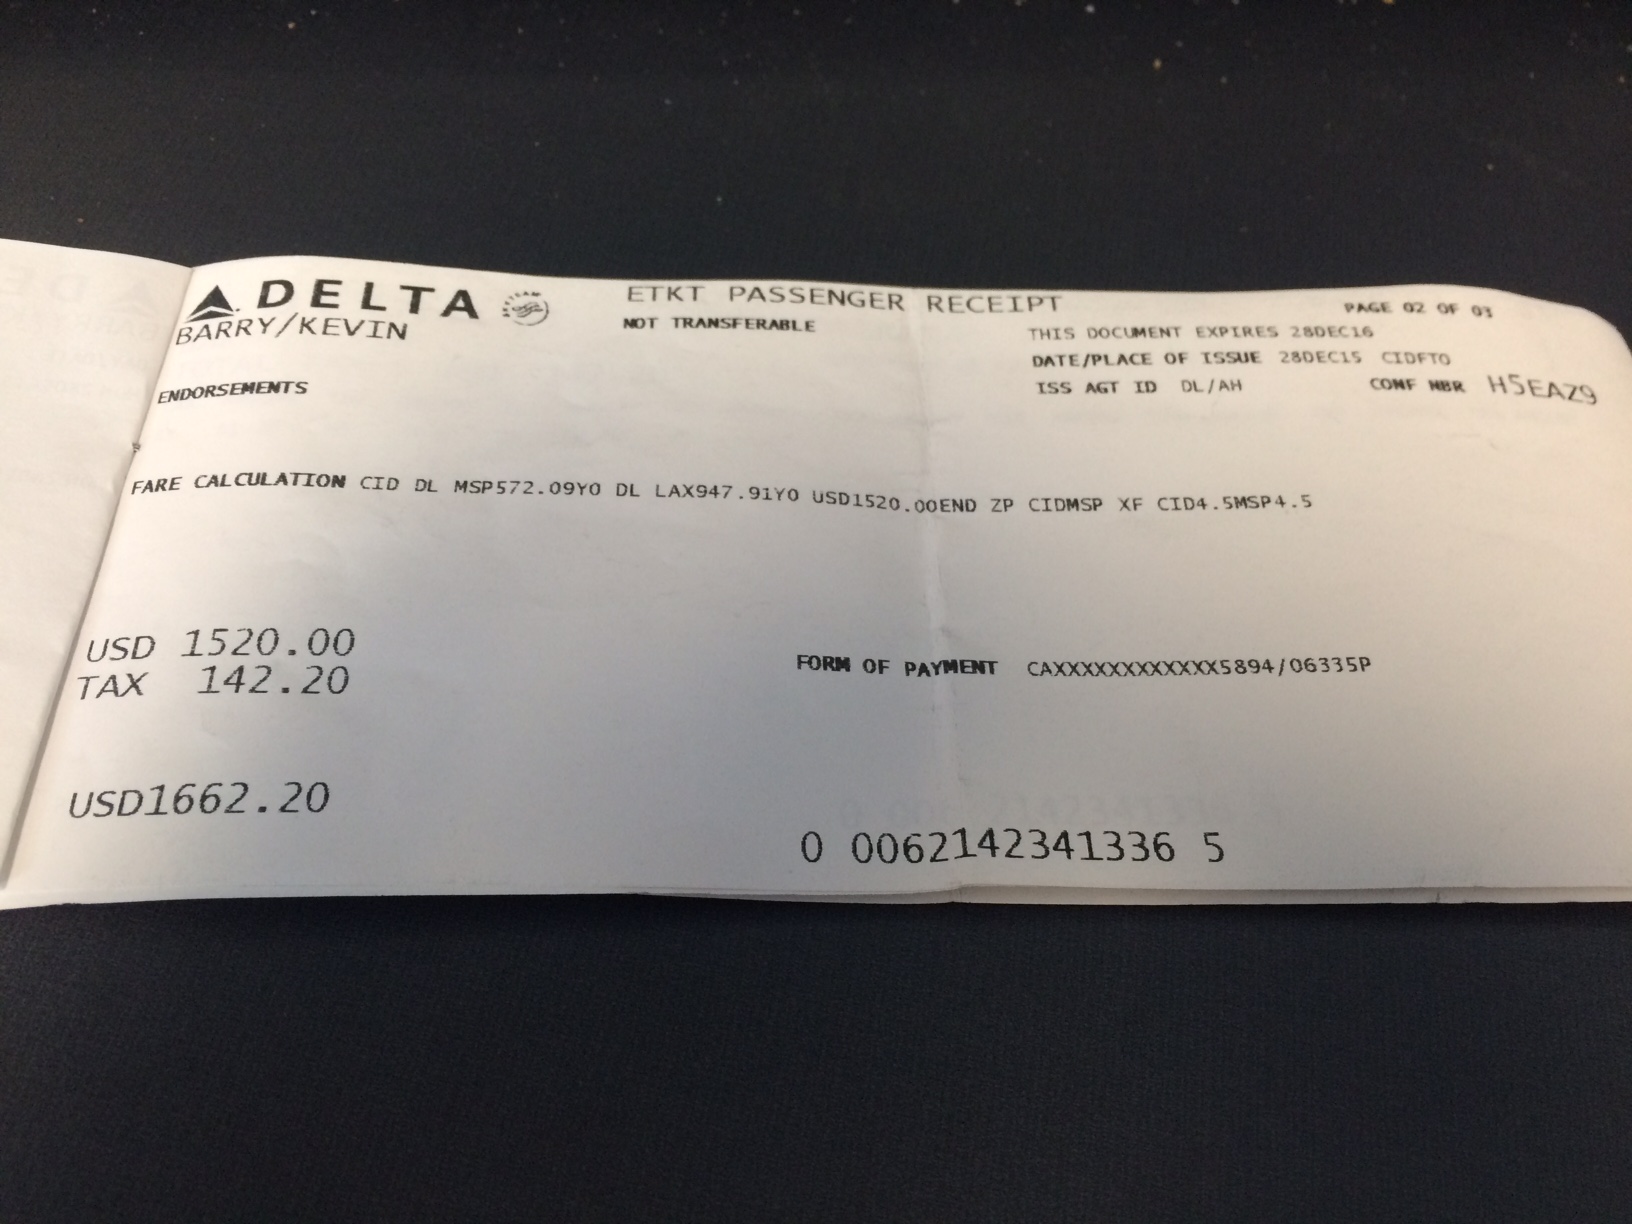 DELTA
BARRY/KEVIN
ETKT PASSENGER RECEIPT
NOT TRANSFERABLE
PAGE 02 OF 03
THIS DOCUMENT EXPIRES 28DEC16
DATE/PLACE OF ISSUE 28DEC15 CIDFTO
ISS AGT ID DL/AH
CONF NBR H5EAZ9
ENDORSEMENTS
FARE CALCULATION CID DL MSP572.09Y0 DL LAX947.91Y0 USD1520.00END ZP CIDMSP XF CID4.5MSP4.5
USD 1520.00
TAX 142.20
FORM OF PAYMENT CAXXXXXXXXXXXX5894/06335P
USD1662.20
0 0062142341336 5